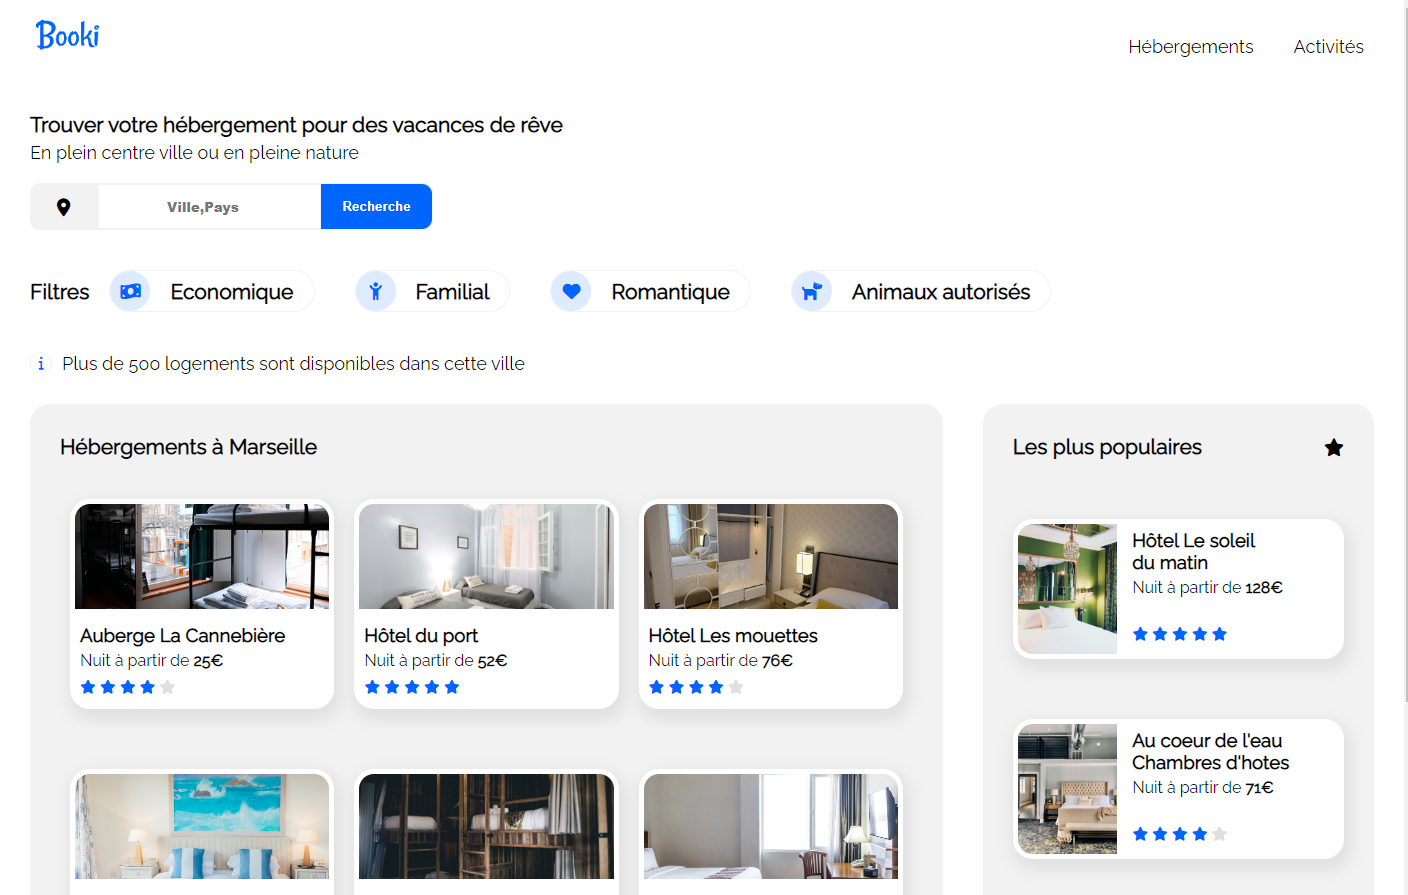 Booki
Hébergements
Activités
Trouver votre hébergement pour des vacances de rêve
En plein centre ville ou en pleine nature
Ville,Pays
Recherche
Filtres
Economique
Familial
Romantique
Animaux autorisés
Plus de 500 logements sont disponibles dans cette ville
Hébergements à Marseille
Auberge La Cannebière
Nuit à partir de 25€
Hôtel du port
Nuit à partir de 52€
Hôtel Les mouettes
Nuit à partir de 76€
Les plus populaires
Hôtel Le soleil
du matin
Nuit à partir de 128€
Au coeur de l'eau
Chambres d'hotes
Nuit à partir de 71€